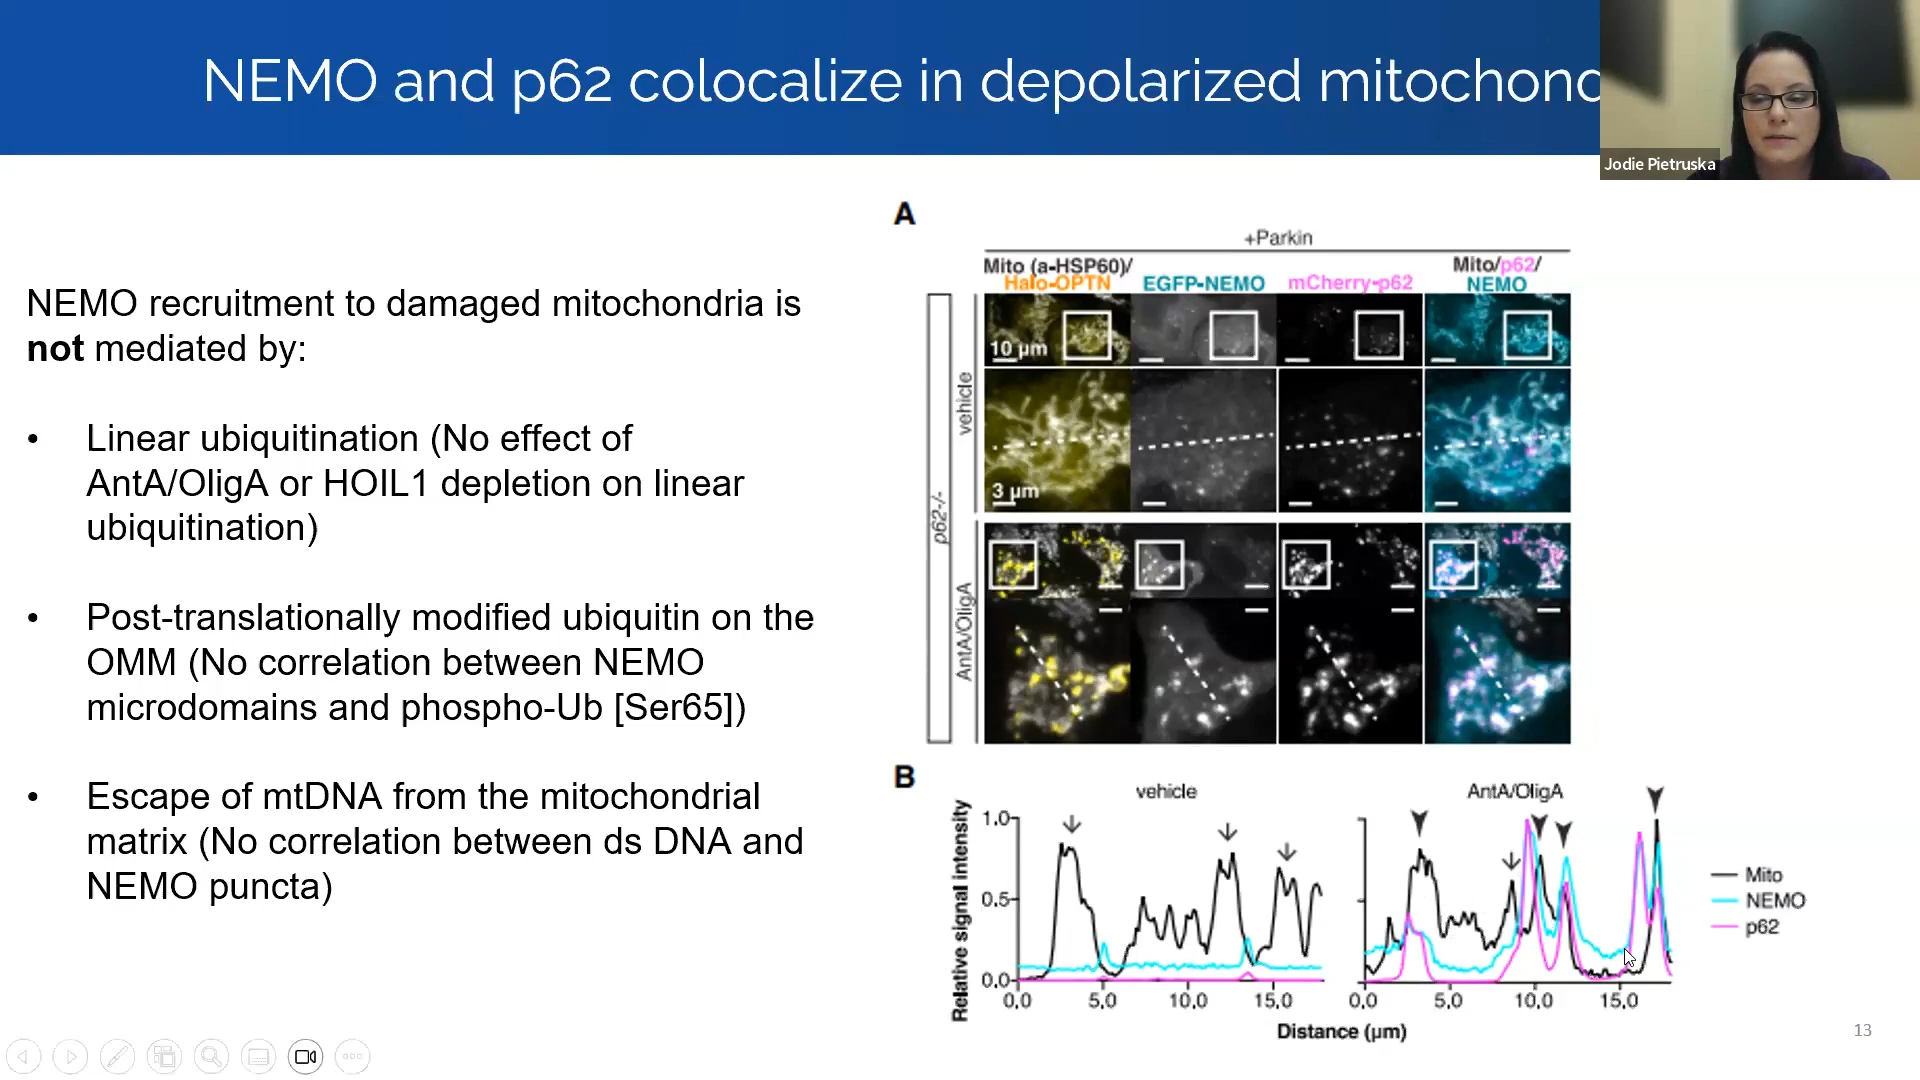 NEMO and p62 colocalize in depolarized mitochond
Jodie Pietruska
NEMO recruitment to damaged mitochondria is
not mediated by:
• Linear ubiquitination (No effect of
AntA/OligA or HOIL1 depletion on linear
ubiquitination)
• Post-translationally modified ubiquitin on the
OMM (No correlation between NEMO
microdomains and phospho-Ub [Ser65])
• Escape of mtDNA from the mitochondrial
matrix (No correlation between ds DNA and
NEMO puncta)
A
+Parkin
Mito (a-HSP60)/
Halo-OPTN
EGFP-NEMO
mCherry-p62
Mito/p62/
NEMO
p62-/-
vehicle
10 µm
3 µm
AntA/OligA
B
vehicle
AntA/OligA
Relative signal intensity
1.0
0.5
0.0
0.0 5.0 10.0 15.0
0.0 5.0 10.0 15.0
Distance (µm)
Mito
NEMO
p62
13